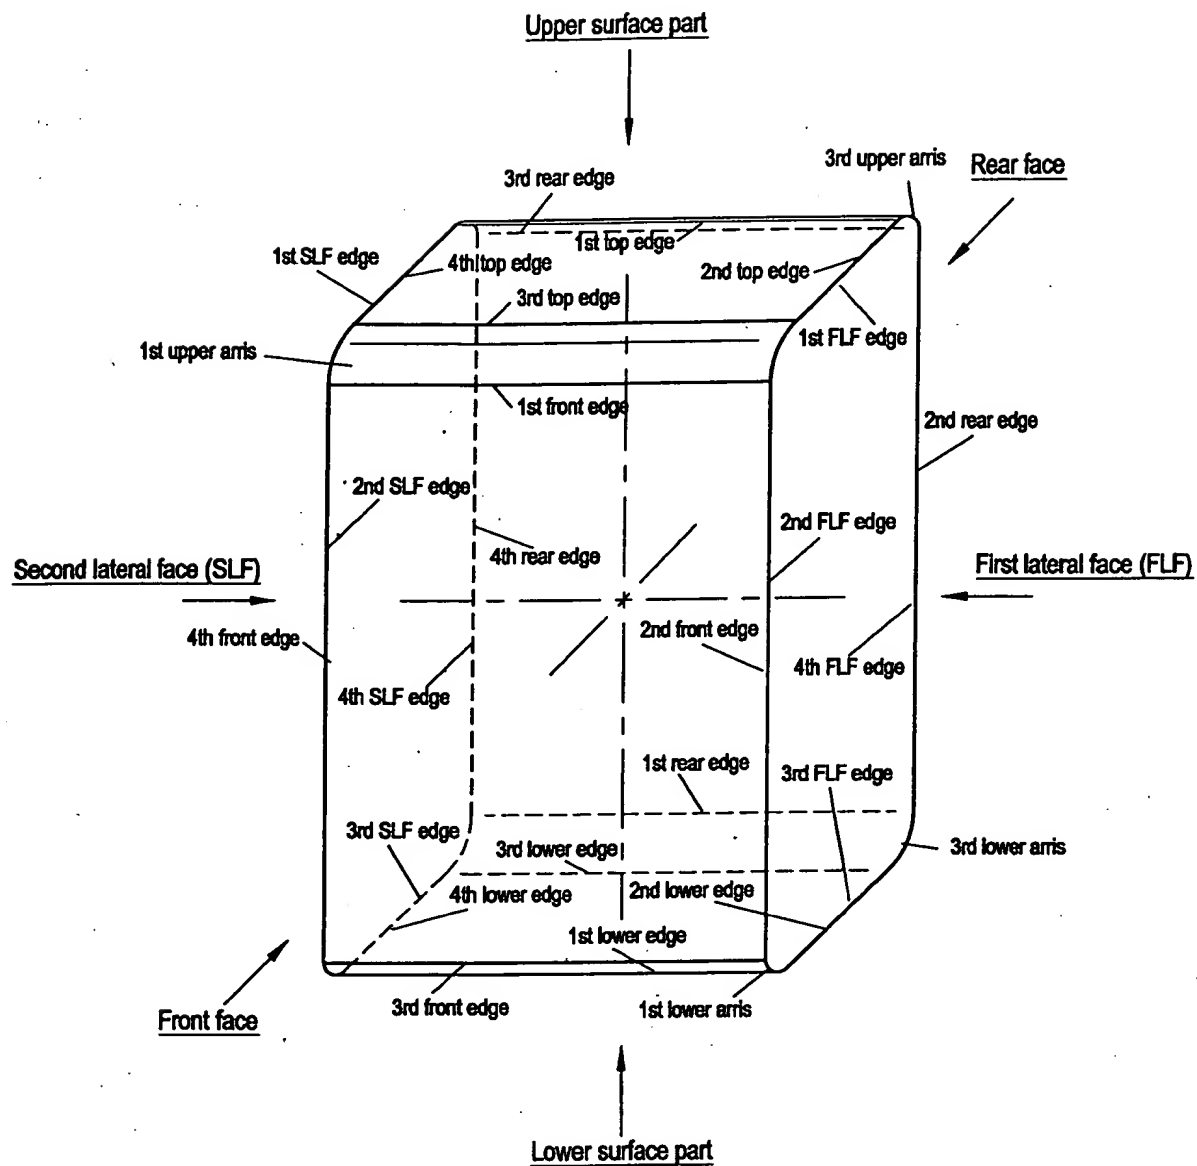 Upper surface part
3rd upper arris
Rear face
3rd rear edge
1st top edge
1st SLF edge
4th top edge
2nd top edge
3rd top edge
1st FLF edge
1st upper arris
1st front edge
2nd rear edge
2nd SLF edge
2nd FLF edge
4th rear edge
Second lateral face (SLF)
First lateral face (FLF)
4th front edge
2nd front edge
4th SLF edge
4th FLF edge
1st rear edge
3rd FLF edge
3rd SLF edge
3rd lower edge
3rd lower arris
4th lower edge
2nd lower edge
1st lower edge
3rd front edge
1st lower arris
Front face
Lower surface part